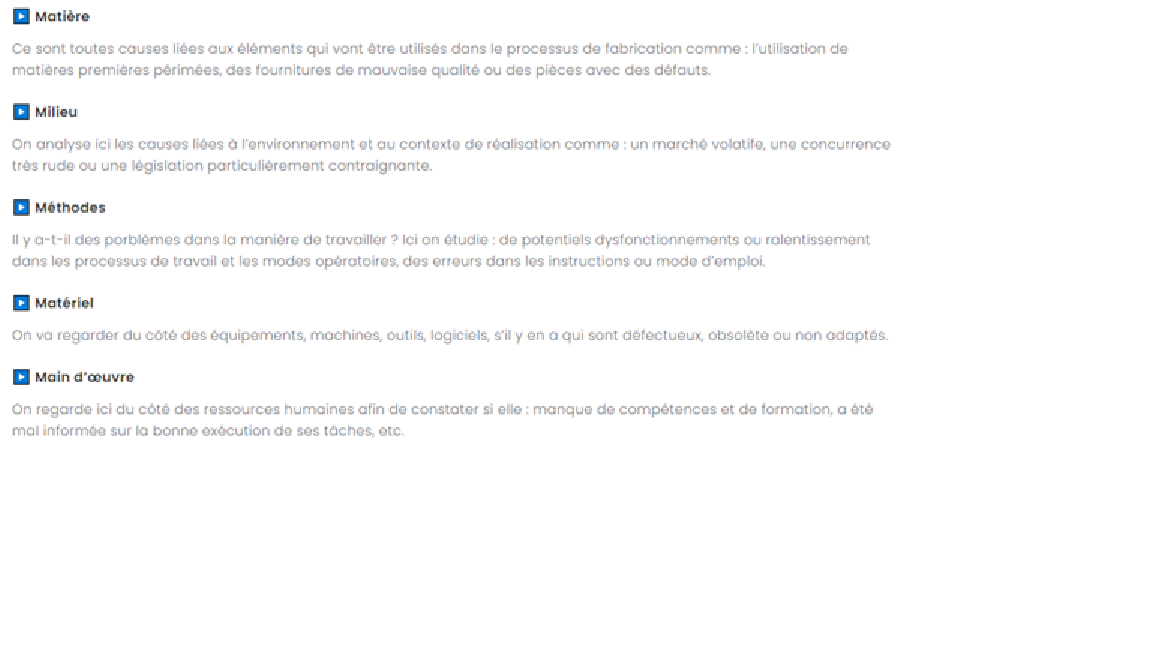 Matière
Ce sont toutes causes liées aux éléments qui vont être utilisés dans le processus de fabrication comme : l'utilisation de
matières premières périmées, des fournitures de mauvaise qualité ou des pièces avec des défauts.
Milieu
On analyse ici les causes liées à l'environnement et au contexte de réalisation comme : un marché volatile, une concurrence
très rude ou une législation particulièrement contraignante.
Méthodes
Il y a-t-il des porblèmes dans la manière de travailler ? Ici on étudie : de potentiels dysfonctionnements ou ralentissement
dans les processus de travail et les modes opératoires, des erreurs dans les instructions ou mode d'emploi.
Matériel
On va regarder du côté des équipements, machines, outils, logiciels, s'il y en a qui sont défectueux, obsolète ou non adaptés.
Main d'œuvre
On regarde ici du côté des ressources humaines afin de constater si elle : manque de compétences et de formation, a été
mal informée sur la bonne exécution de ses tâches, etc.